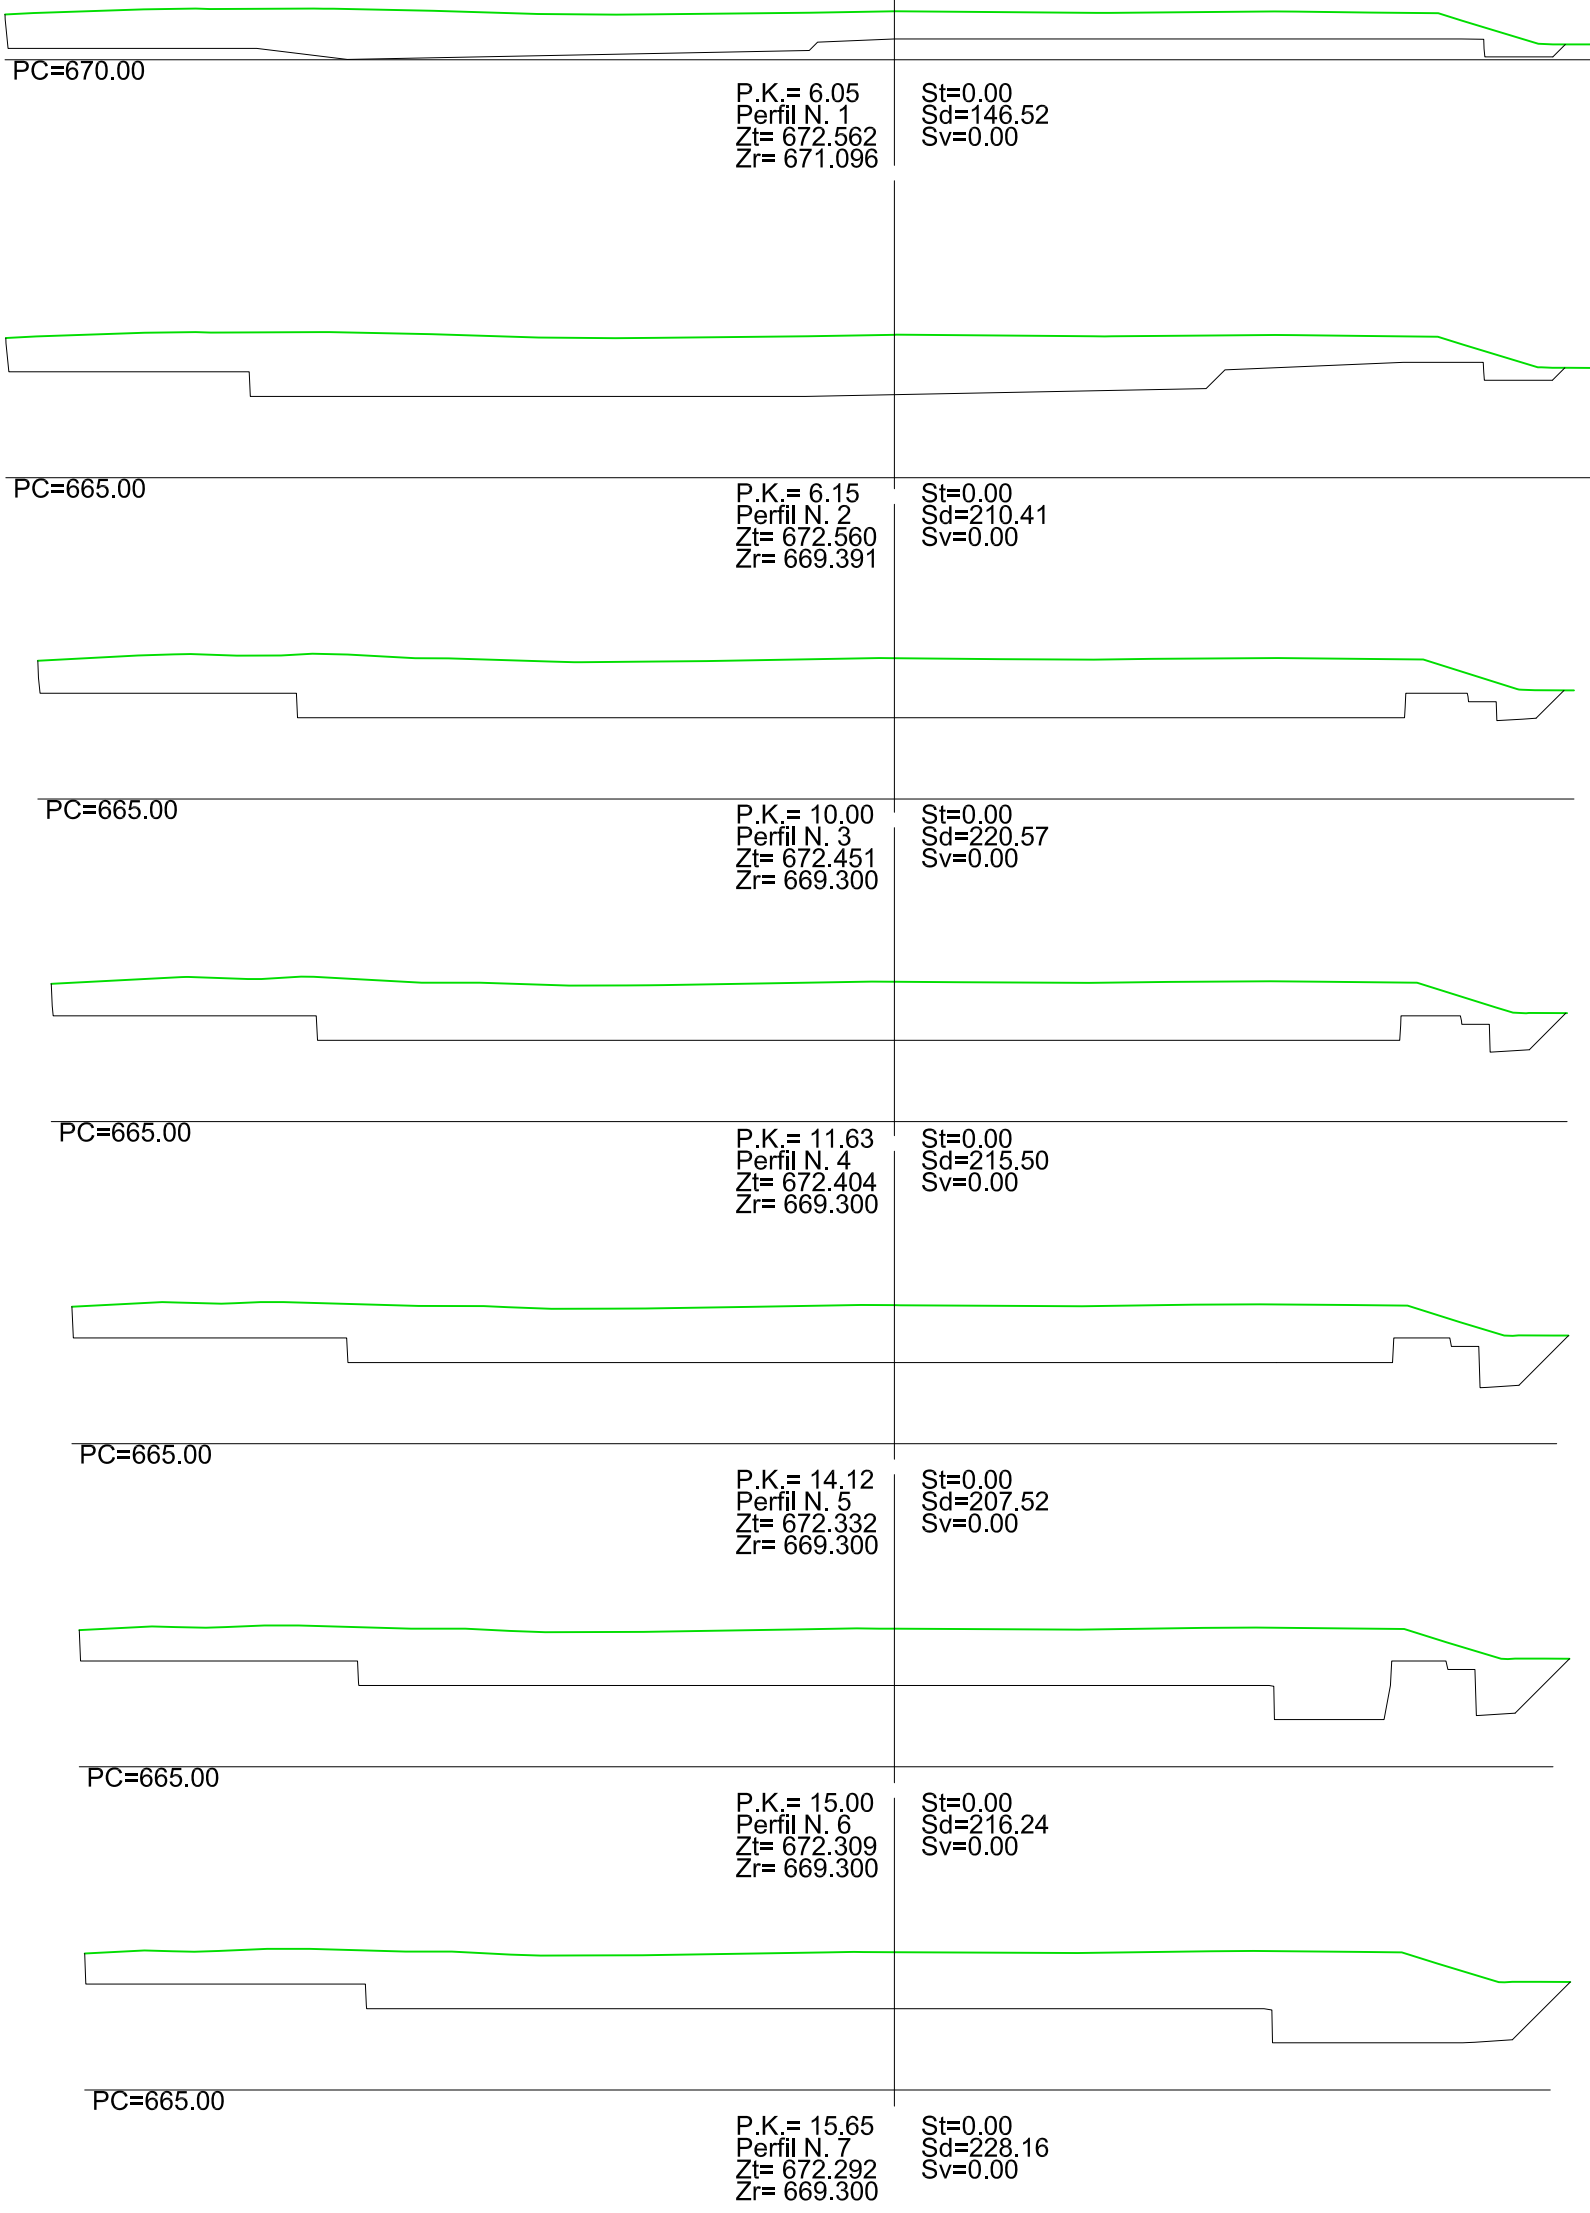 PC=670.00
P.K.= 6.05 St=0.00
Perfil N. 1 Sd=146.52
Zt= 672.562 Sv=0.00
Zr= 671.096
PC=665.00
P.K.= 6.15 St=0.00
Perfil N. 2 Sd=210.41
Zt= 672.560 Sv=0.00
Zr= 669.391
PC=665.00
P.K.= 10.00 St=0.00
Perfil N. 3 Sd=220.57
Zt= 672.451 Sv=0.00
Zr= 669.300
PC=665.00
P.K.= 11.63 St=0.00
Perfil N. 4 Sd=215.50
Zt= 672.404 Sv=0.00
Zr= 669.300
PC=665.00
P.K.= 14.12 St=0.00
Perfil N. 5 Sd=207.52
Zt= 672.332 Sv=0.00
Zr= 669.300
PC=665.00
P.K.= 15.00 St=0.00
Perfil N. 6 Sd=216.24
Zt= 672.309 Sv=0.00
Zr= 669.300
PC=665.00
P.K.= 15.65 St=0.00
Perfil N. 7 Sd=228.16
Zt= 672.292 Sv=0.00
Zr= 669.300